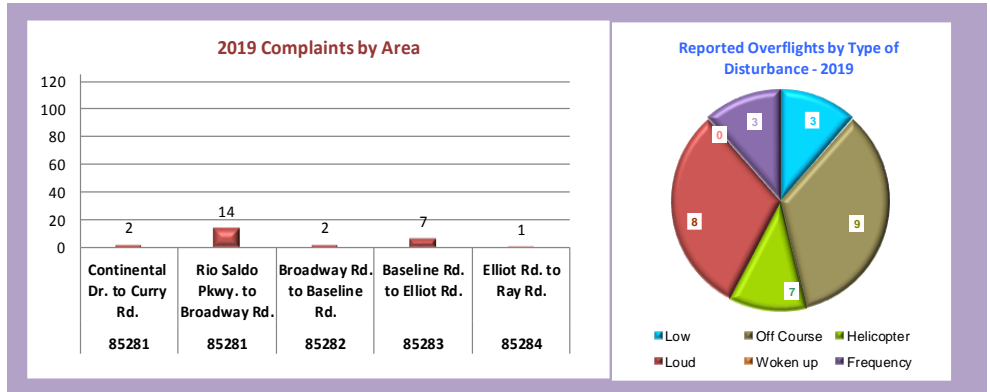 2019 Complaints by Area
120
100
80
60
40
20
0
2
14
2
7
1
Continental
Dr. to Curry
Rd.
Rio Saldo
Pkwy. to
Broadway Rd.
Broadway Rd.
to Baseline
Rd.
Baseline Rd.
to Elliot Rd.
Elliot Rd. to
Ray Rd.
85281
85281
85282
85283
85284
Reported Overflights by Type of
Disturbance - 2019
3
3
0
8
9
7
Low
Off Course
Helicopter
Loud
Woken up
Frequency